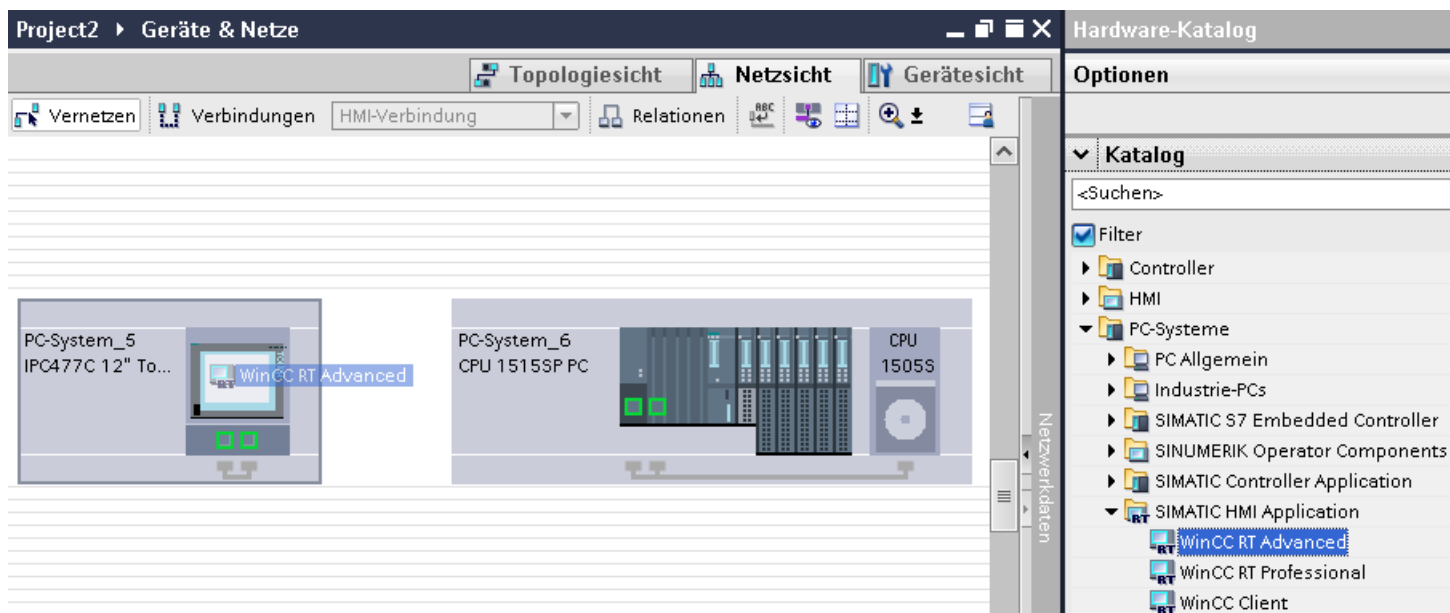 Project2 ▸ Geräte & Netze
Topologiesicht
Netzsicht
Gerätesicht
Vernetzen
Verbindungen
HMI-Verbindung
Relationen
PC-System_5
IPC477C 12" To...
WinCC RT Advanced
PC-System_6
CPU 1515SP PC
CPU
1505S
Netzwerkdaten
Hardware-Katalog
Optionen
Katalog
<Suchen>
Filter
Controller
HMI
PC-Systeme
PC Allgemein
Industrie-PCs
SIMATIC S7 Embedded Controller
SINUMERIK Operator Components
SIMATIC Controller Application
SIMATIC HMI Application
WinCC RT Advanced
WinCC RT Professional
WinCC Client